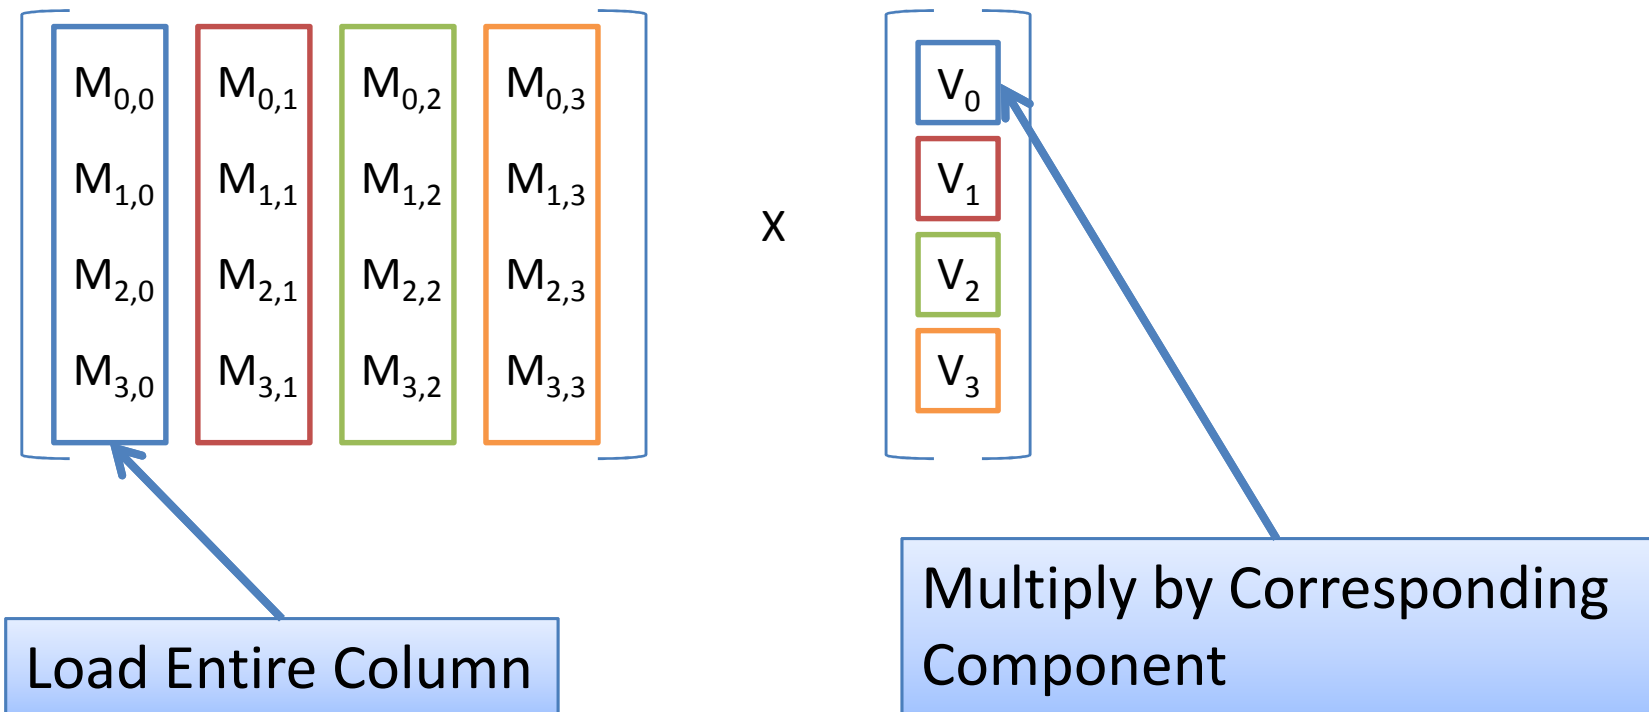 M0,0 M0,1 M0,2 M0,3 V0
M1,0 M1,1 M1,2 M1,3 V1
X
M2,0 M2,1 M2,2 M2,3 V2
M3,0 M3,1 M3,2 M3,3 V3
Load Entire Column
Multiply by Corresponding
Component